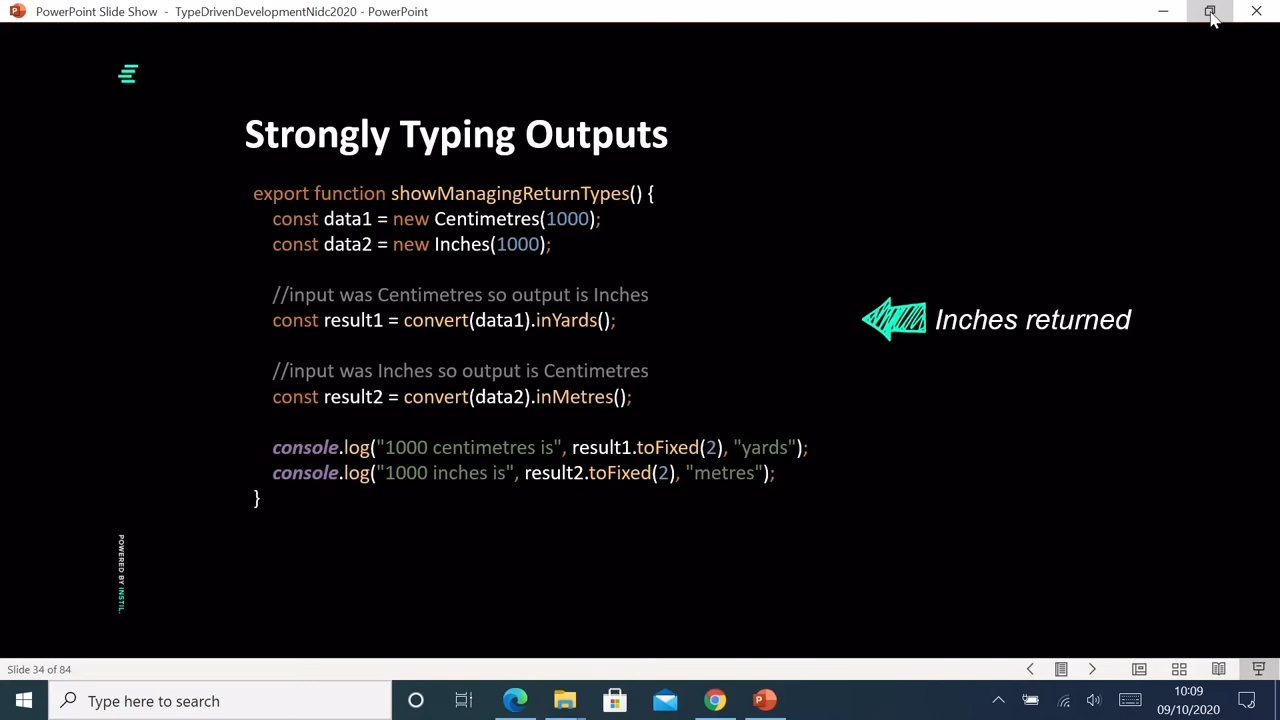 PowerPoint Slide Show - TypeDrivenDevelopmentNidc2020 - PowerPoint
Strongly Typing Outputs
export function showManagingReturnTypes() {
const data1 = new Centimetres(1000);
const data2 = new Inches(1000);
//input was Centimetres so output is Inches
const result1 = convert(data1).inYards();
Inches returned
//input was Inches so output is Centimetres
const result2 = convert(data2).inMetres();
console.log("1000 centimetres is", result1.toFixed(2), "yards");
console.log("1000 inches is", result2.toFixed(2), "metres");
}
POWERED BY INSTIL.
Slide 34 of 84
Type here to search
10:09
09/10/2020